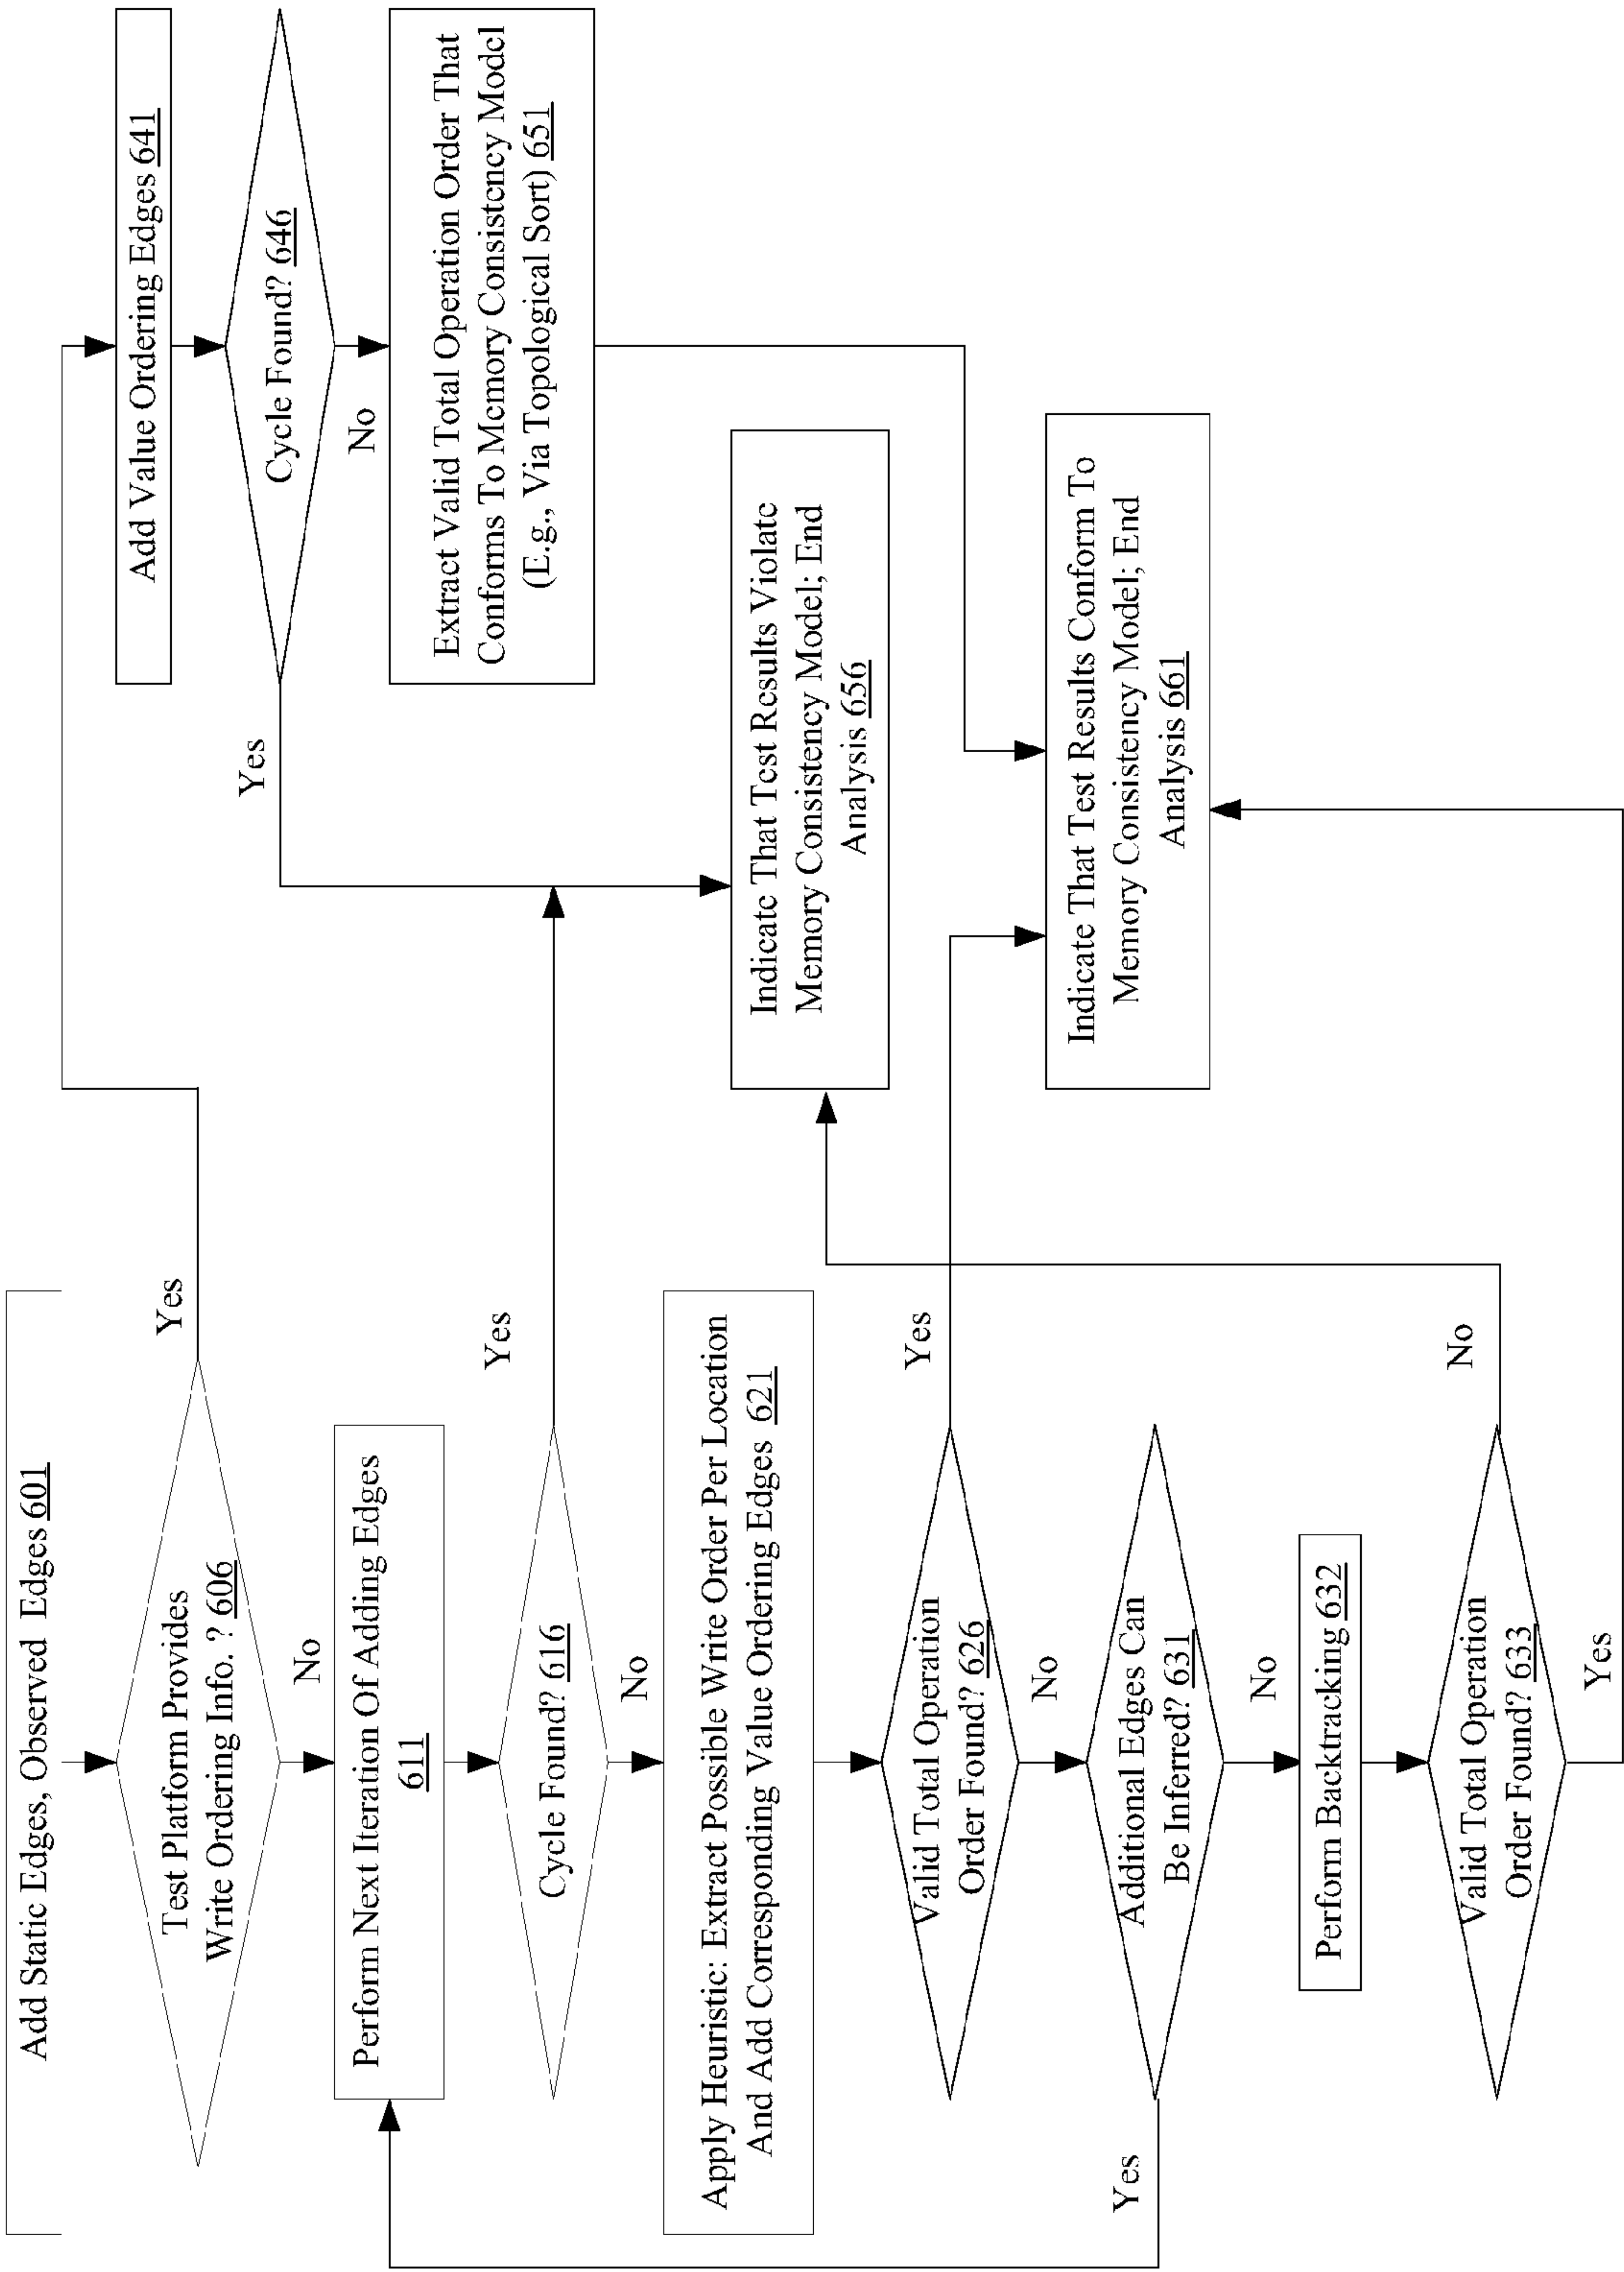 Add Static Edges, Observed Edges 601
Test Platform Provides
Write Ordering Info. ? 606
Yes
No
Perform Next Iteration Of Adding Edges
611
Cycle Found? 616
Yes
No
Apply Heuristic: Extract Possible Write Order Per Location
And Add Corresponding Value Ordering Edges 621
Valid Total Operation
Order Found? 626
Yes
No
Additional Edges Can
Be Inferred? 631
Yes
No
Perform Backtracking 632
Valid Total Operation
Order Found? 633
No
Yes
Add Value Ordering Edges 641
Cycle Found? 646
Yes
No
Extract Valid Total Operation Order That
Conforms To Memory Consistency Model
(E.g., Via Topological Sort) 651
Indicate That Test Results Violate
Memory Consistency Model; End
Analysis 656
Indicate That Test Results Conform To
Memory Consistency Model; End
Analysis 661